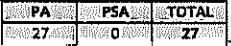 PA PSA TOTAL
27 0 27